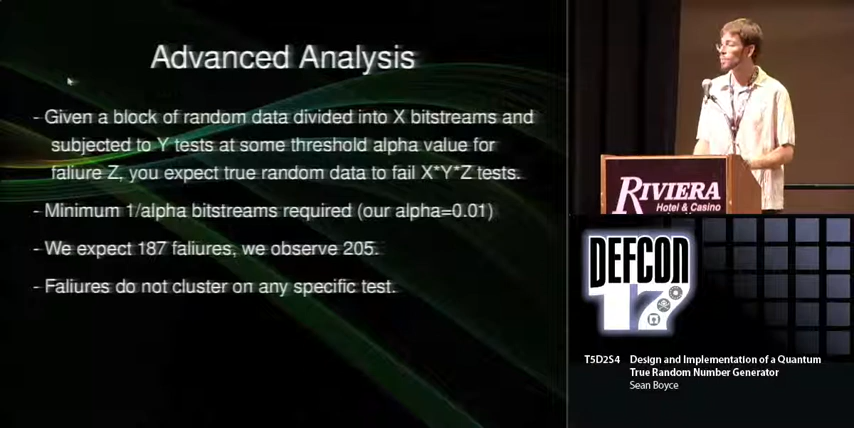 Advanced Analysis
- Given a block of random data divided into X bitstreams and
subjected to Y tests at some threshold alpha value for
faliure Z, you expect true random data to fail X*Y*Z tests.
- Minimum 1/alpha bitstreams required (our alpha=0.01)
- We expect 187 faliures, we observe 205.
- Faliures do not cluster on any specific test.
RIVIERA
Hotel & Casino
DEFCON
17
T5D2S4 Design and Implementation of a Quantum
True Random Number Generator
Sean Boyce